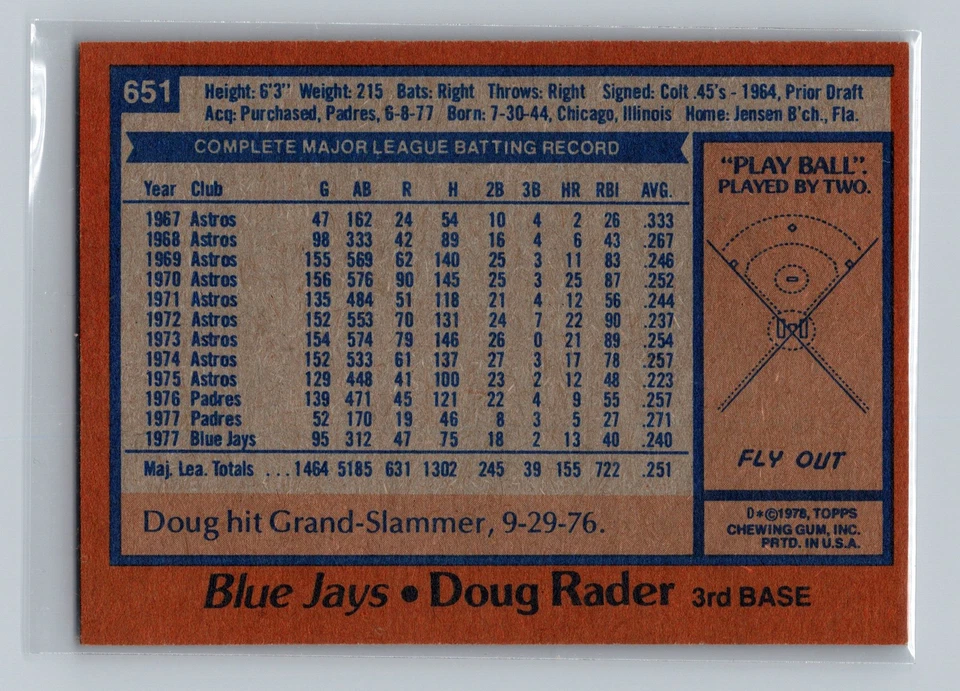 651
Height: 6'3" Weight: 215 Bats: Right Throws: Right Signed: Colt .45's - 1964, Prior Draft
Acq: Purchased, Padres, 6-8-77 Born: 7-30-44, Chicago, Illinois Home: Jensen B'ch., Fla.
COMPLETE MAJOR LEAGUE BATTING RECORD
Year Club G AB R H 2B 3B HR RBI AVG.
1967 Astros 47 162 24 54 10 4 2 26 .333
1968 Astros 98 333 42 89 16 4 6 43 .267
1969 Astros 155 569 62 140 25 3 11 83 .246
1970 Astros 156 576 90 145 25 3 25 87 .252
1971 Astros 135 484 51 118 21 4 12 56 .244
1972 Astros 152 553 70 131 24 7 22 90 .237
1973 Astros 154 574 79 146 26 0 21 89 .254
1974 Astros 152 533 61 137 27 3 17 78 .257
1975 Astros 129 448 41 100 23 2 12 48 .223
1976 Padres 139 471 45 121 22 4 9 55 .257
1977 Padres 52 170 19 46 8 3 5 27 .271
1977 Blue Jays 95 312 47 75 18 2 13 40 .240
Maj. Lea. Totals ... 1464 5185 631 1302 245 39 155 722 .251
Doug hit Grand-Slammer, 9-29-76.
"PLAY BALL".
PLAYED BY TWO.
FLY OUT
D*©1978, TOPPS
CHEWING GUM, INC.
PRTD. IN U.S.A.
Blue Jays • Doug Rader 3rd BASE